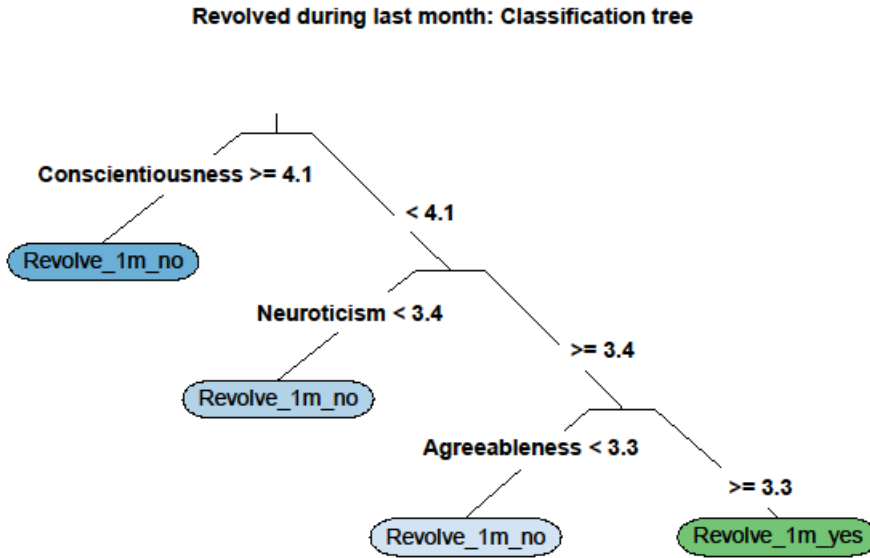 Revolved during last month: Classification tree
Conscientiousness >= 4.1
< 4.1
Revolve_1m_no
Neuroticism < 3.4
>= 3.4
Revolve_1m_no
Agreeableness < 3.3
>= 3.3
Revolve_1m_no
Revolve_1m_yes